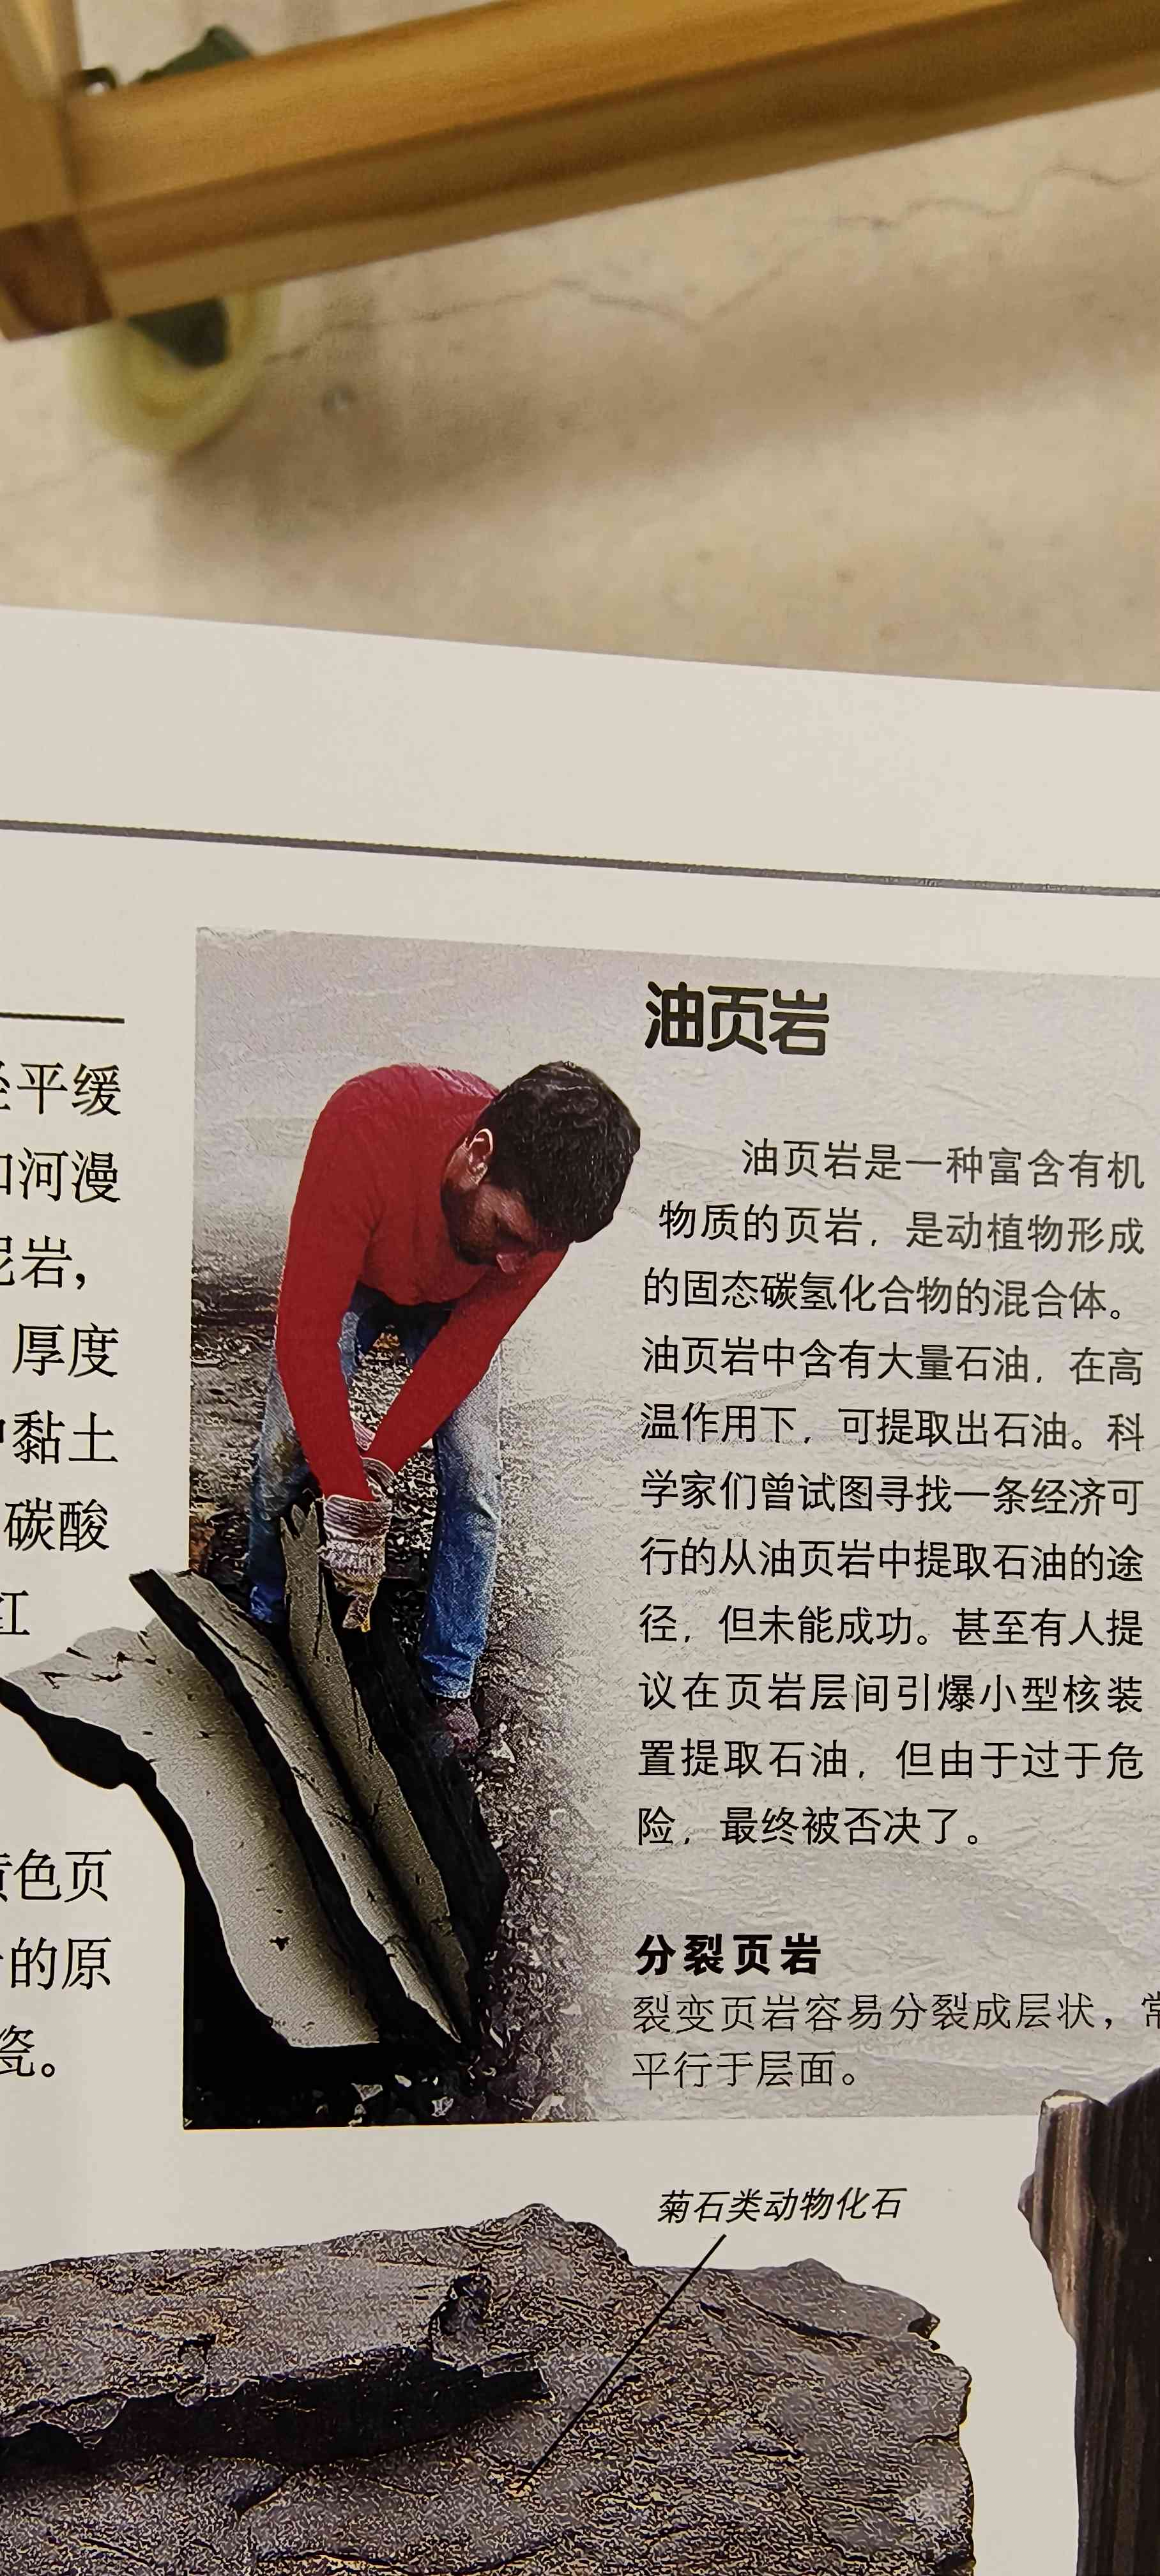 平缓
河漫
岩，
厚度
黏土
碳酸
红
色页
的原
瓷。
油页岩
油页岩是一种富含有机
物质的页岩，是动植物形成
的固态碳氢化合物的混合体。
油页岩中含有大量石油，在高
温作用下，可提取出石油。科
学家们曾试图寻找一条经济可
行的从油页岩中提取石油的途
径，但未能成功。甚至有人提
议在页岩层间引爆小型核装
置提取石油，但由于过于危
险，最终被否决了。
分裂页岩
裂变页岩容易分裂成层状，常
平行于层面。
菊石类动物化石